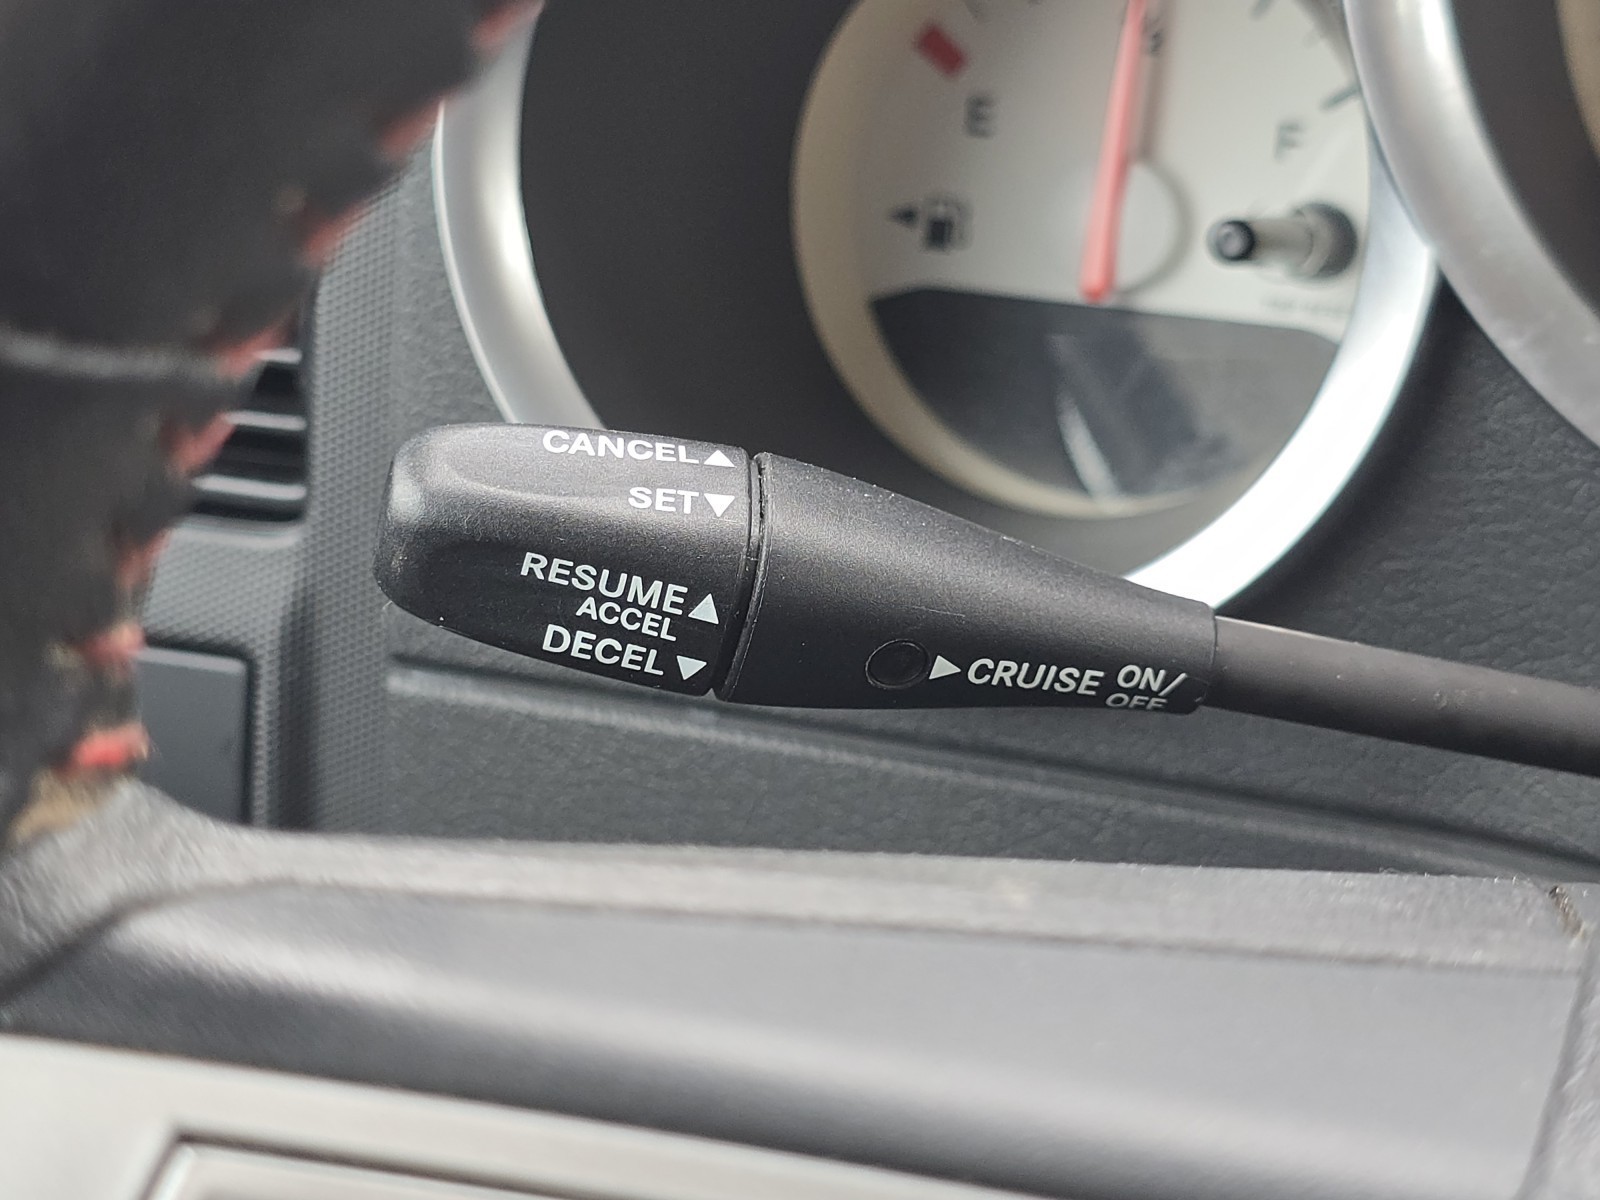 E
F
CANCEL▲
SET▼
RESUME▲
ACCEL
DECEL▼
▶CRUISE ON/
OFF